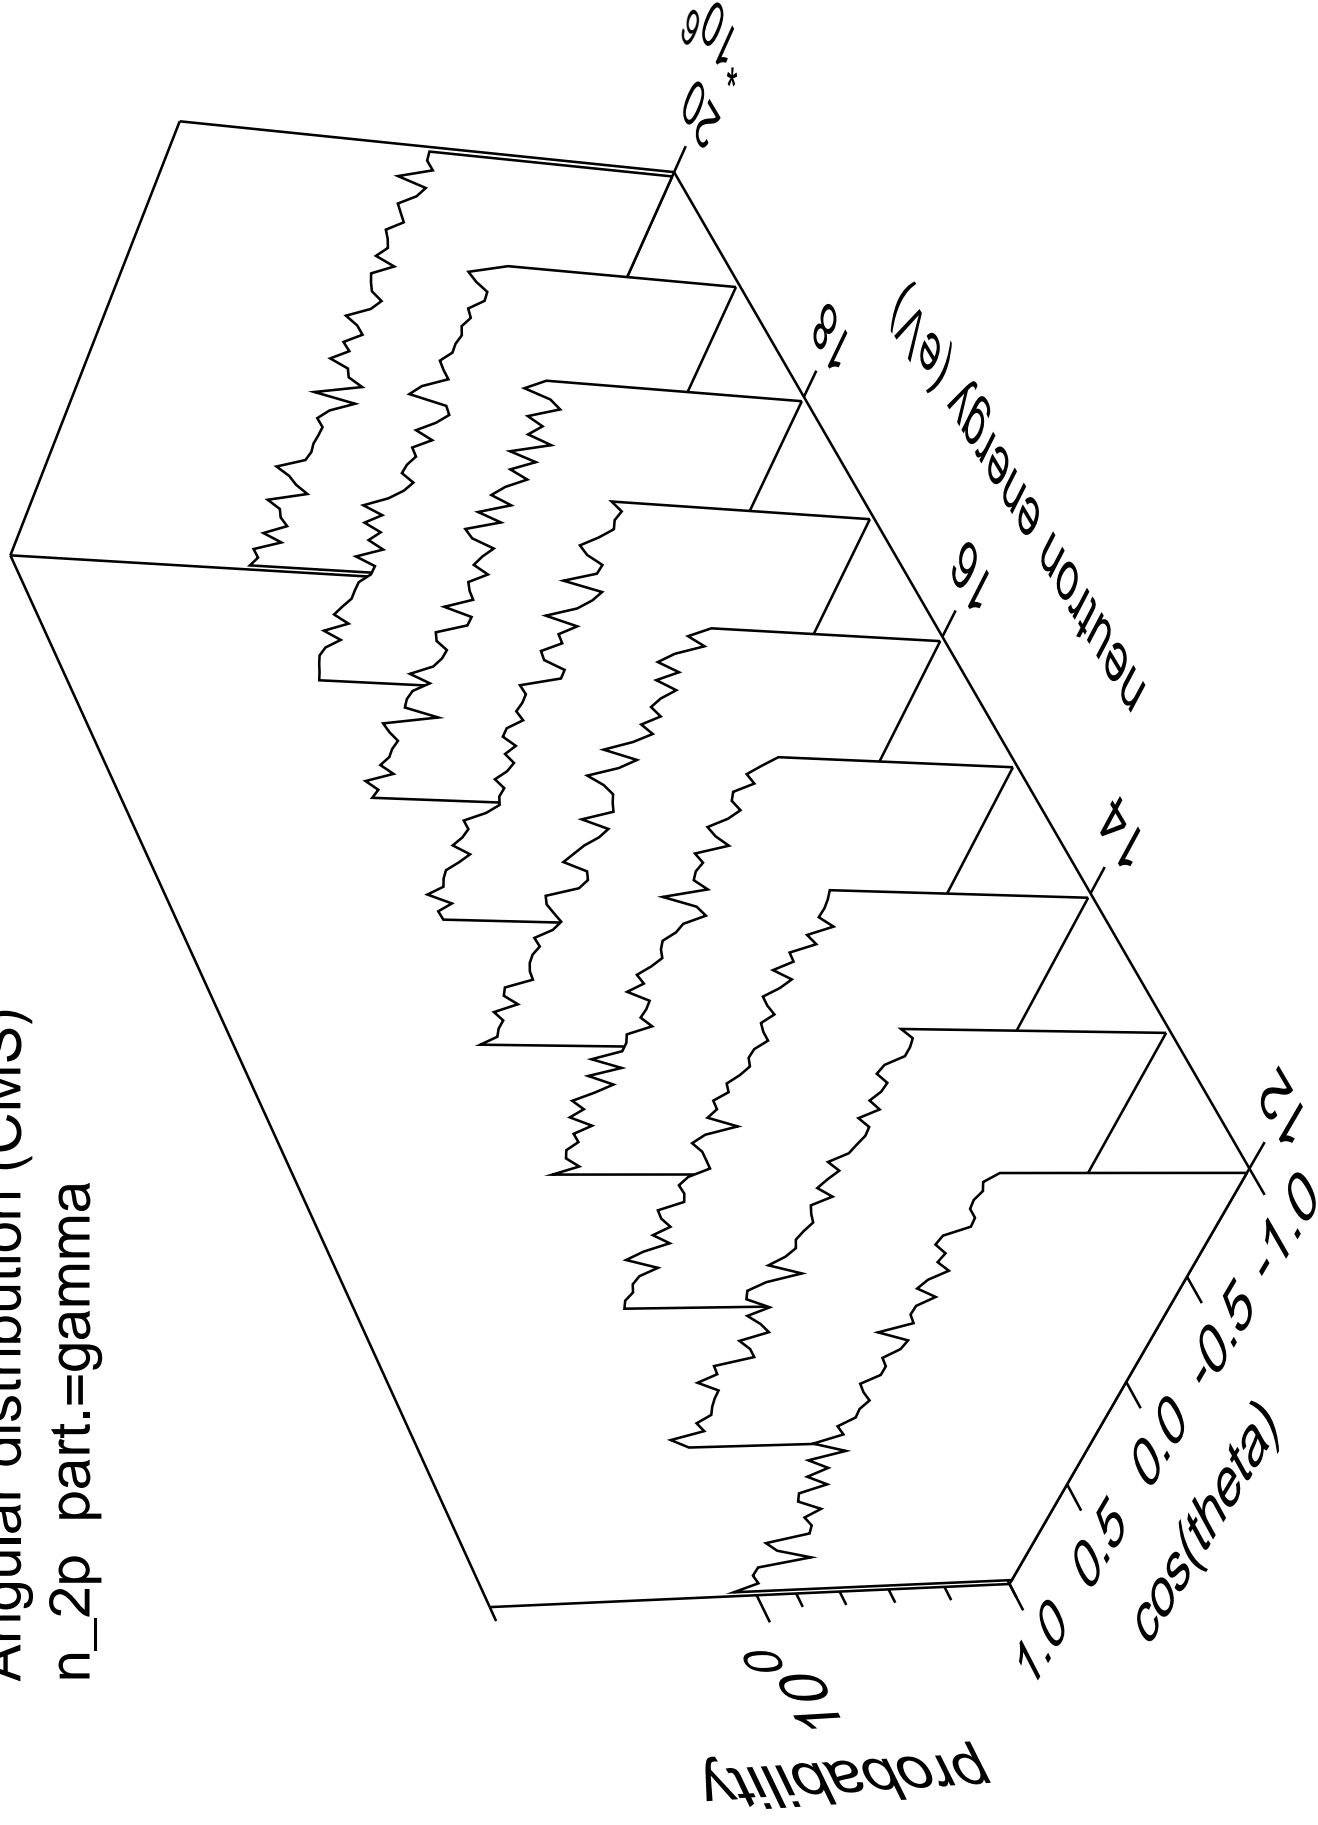 Angular distribution (CMS)
n_2p part.=gamma
probability
10^0
cos(theta)
1.0 0.5 0.0 -0.5 -1.0
neutron energy (eV)
12 14 16 18 20
*10^6